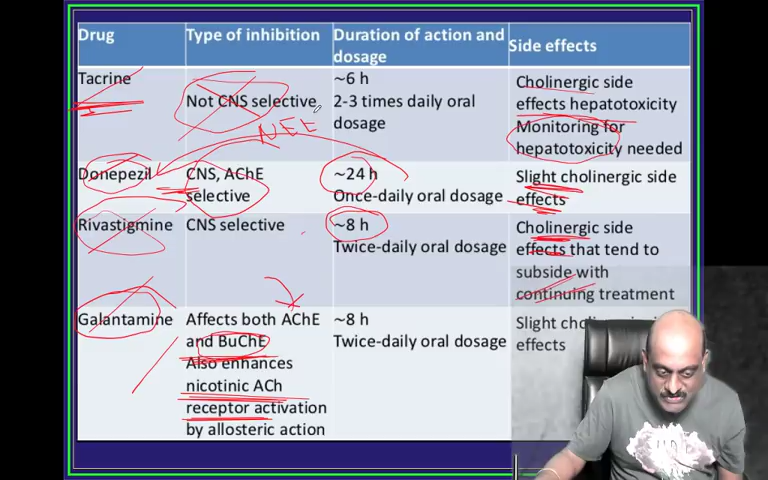 Drug
Type of inhibition
Duration of action and dosage
Side effects
Tacrine
Not CNS selective
~6 h
2-3 times daily oral
dosage
Cholinergic side
effects hepatotoxicity
Monitoring for
hepatotoxicity needed
NEE
Donepezil
CNS, AChE
selective
~24 h
Once-daily oral dosage
Slight cholinergic side
effects
Rivastigmine
CNS selective
~8 h
Twice-daily oral dosage
Cholinergic side
effects that tend to
subside with
continuing treatment
Galantamine
Affects both AChE
and BuChE
Also enhances
nicotinic ACh
receptor activation
by allosteric action
~8 h
Twice-daily oral dosage
Slight
effects